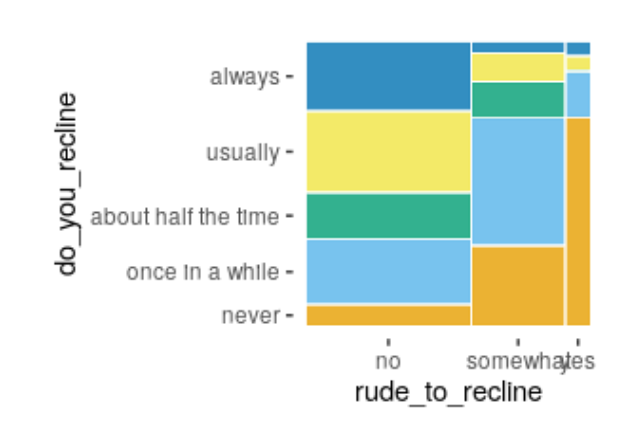 do_you_recline
always
usually
about half the time
once in a while
never
no
somewhat
yes
rude_to_recline